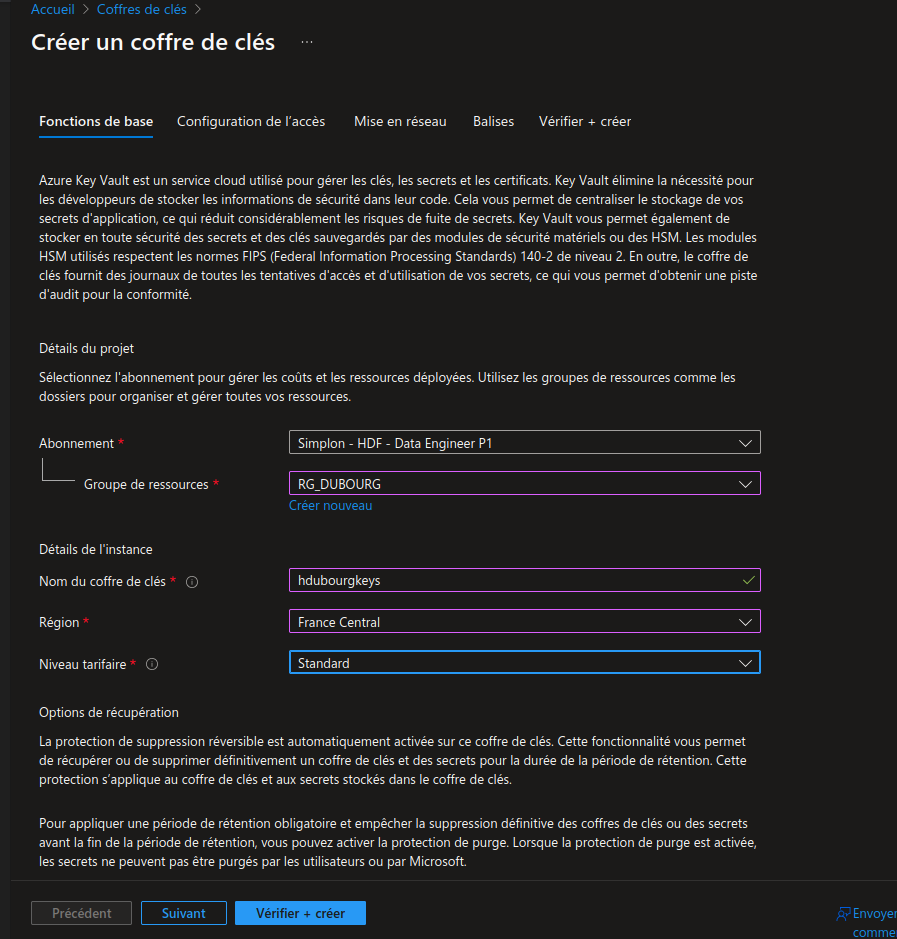 Accueil > Coffres de clés >
Créer un coffre de clés ...
Fonctions de base Configuration de l’accès Mise en réseau Balises Vérifier + créer
Azure Key Vault est un service cloud utilisé pour gérer les clés, les secrets et les certificats. Key Vault élimine la nécessité pour
les développeurs de stocker les informations de sécurité dans leur code. Cela vous permet de centraliser le stockage de vos
secrets d'application, ce qui réduit considérablement les risques de fuite de secrets. Key Vault vous permet également de
stocker en toute sécurité des secrets et des clés sauvegardés par des modules de sécurité matériels ou des HSM. Les modules
HSM utilisés respectent les normes FIPS (Federal Information Processing Standards) 140-2 de niveau 2. En outre, le coffre de
clés fournit des journaux de toutes les tentatives d'accès et d'utilisation de vos secrets, ce qui vous permet d'obtenir une piste
d'audit pour la conformité.
Détails du projet
Sélectionnez l'abonnement pour gérer les coûts et les ressources déployées. Utilisez les groupes de ressources comme les
dossiers pour organiser et gérer toutes vos ressources.
Abonnement * Simplon - HDF - Data Engineer P1
Groupe de ressources * RG_DUBOURG
Créer nouveau
Détails de l'instance
Nom du coffre de clés * hdubourgkeys
Région * France Central
Niveau tarifaire * Standard
Options de récupération
La protection de suppression réversible est automatiquement activée sur ce coffre de clés. Cette fonctionnalité vous permet
de récupérer ou de supprimer définitivement un coffre de clés et des secrets pour la durée de la période de rétention. Cette
protection s’applique au coffre de clés et aux secrets stockés dans le coffre de clés.
Pour appliquer une période de rétention obligatoire et empêcher la suppression définitive des coffres de clés ou des secrets
avant la fin de la période de rétention, vous pouvez activer la protection de purge. Lorsque la protection de purge est activée,
les secrets ne peuvent pas être purgés par les utilisateurs ou par Microsoft.
Précédent Suivant Vérifier + créer Envoyer
comme